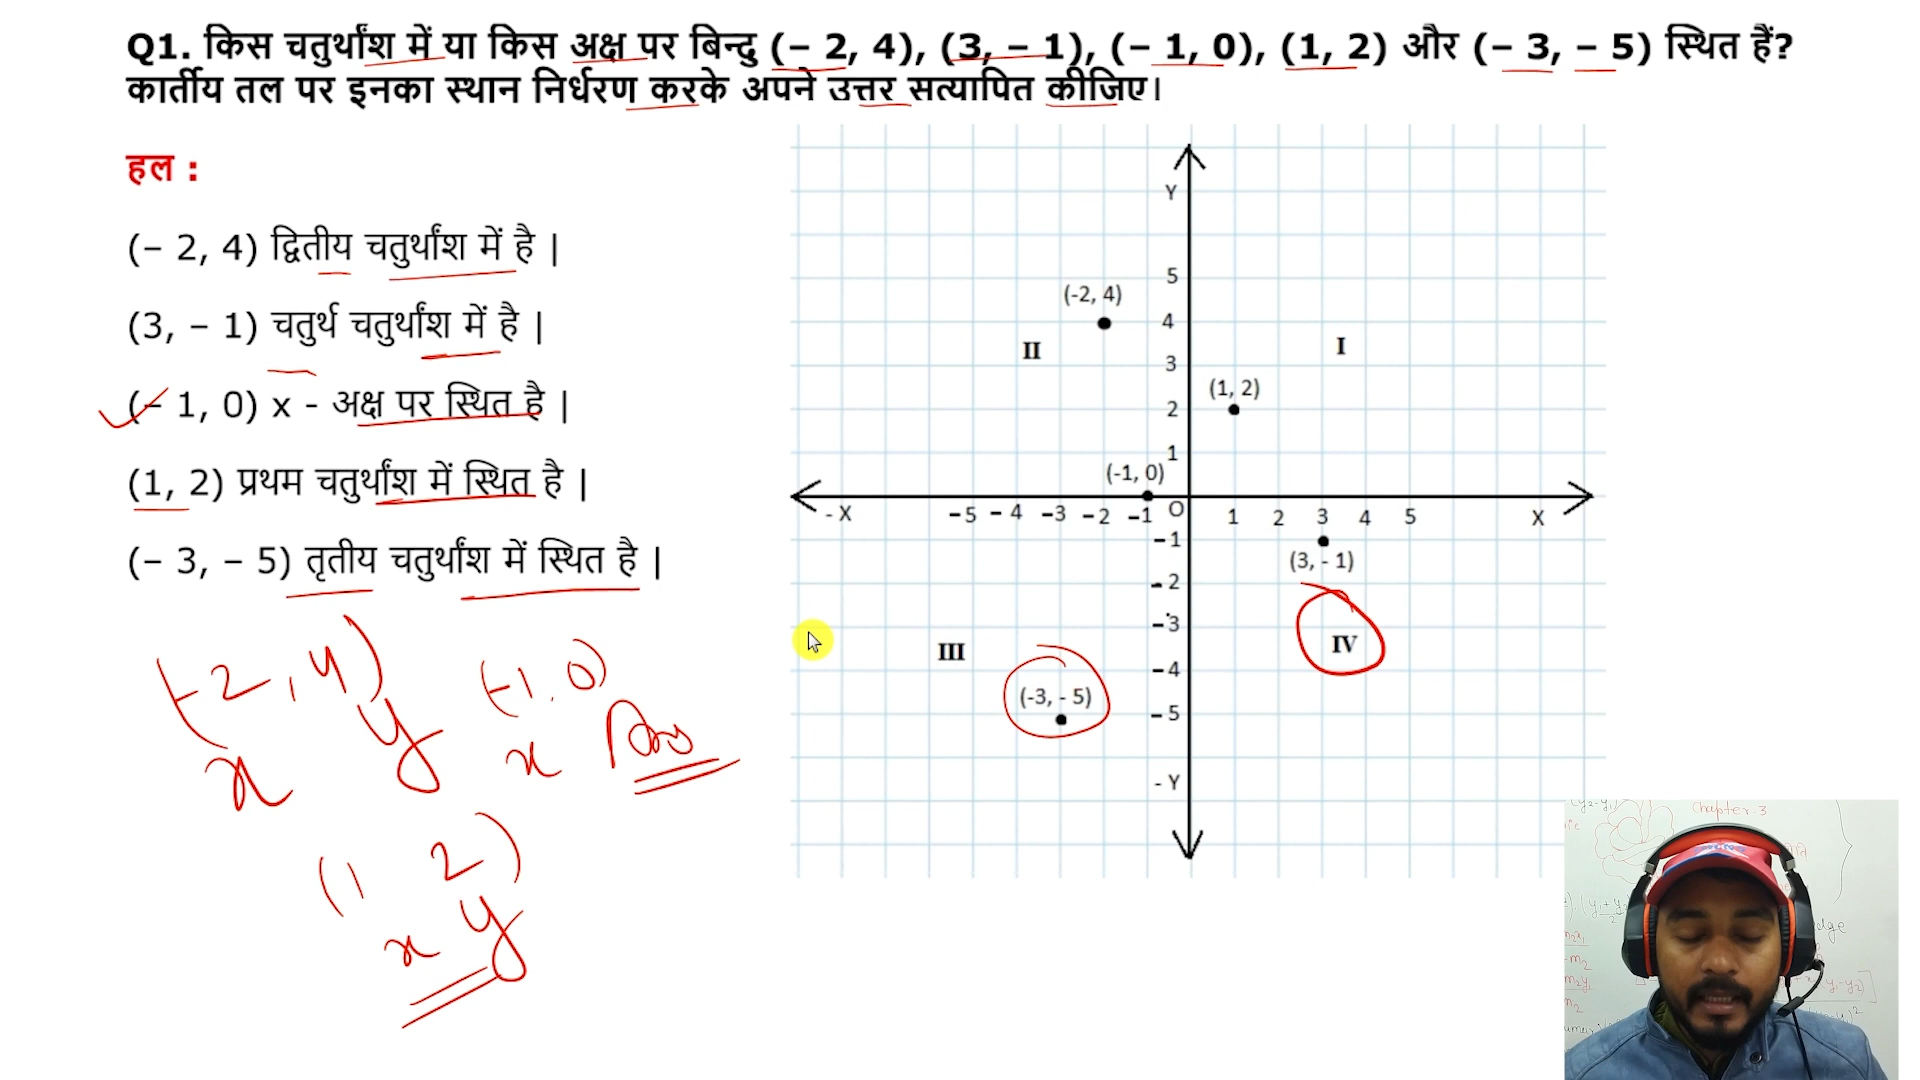 Q1. किस चतुर्थांश में या किस अक्ष पर बिन्दु (– 2, 4), (3, – 1), (– 1, 0), (1, 2) और (– 3, – 5) स्थित हैं?
कार्तीय तल पर इनका स्थान निर्धरण करके अपने उत्तर सत्यापित कीजिए।
हल :
(– 2, 4) द्वितीय चतुर्थांश में है |
(3, – 1) चतुर्थ चतुर्थांश में है |
(– 1, 0) x - अक्ष पर स्थित है |
(1, 2) प्रथम चतुर्थांश में स्थित है |
(– 3, – 5) तृतीय चतुर्थांश में स्थित है |
(-2, 4)
x y
(-1, 0)
x
(1 2)
x y
Y
5
(-2, 4)
4
II
I
3
(1, 2)
2
1
(-1, 0)
- X
-5 -4 -3 -2 -1 O 1 2 3 4 5 X
-1
(3, - 1)
-2
-3
III
IV
-4
(-3, - 5)
-5
- Y
Chapter-3